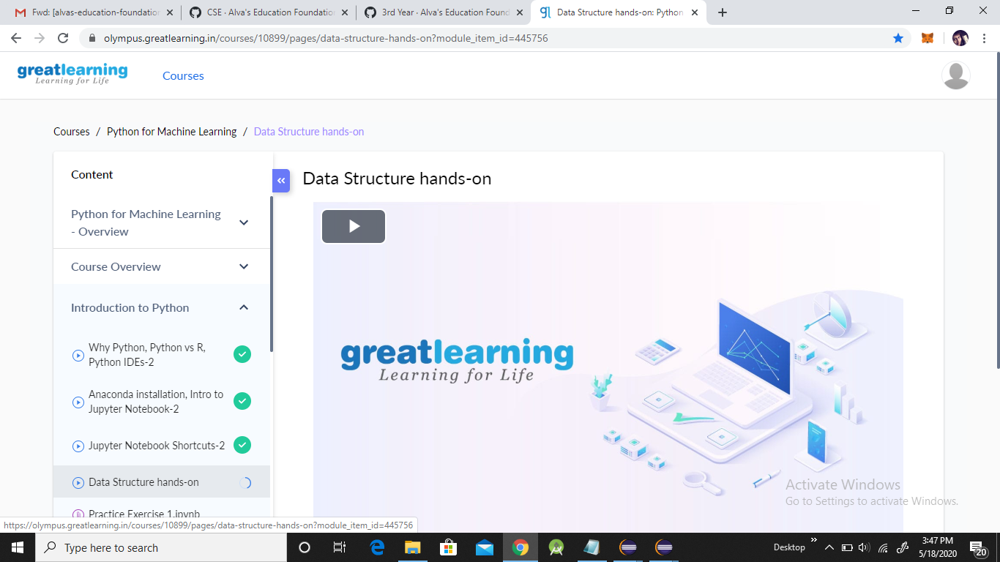 Fwd: [alvas-education-foundation
CSE · Alva's Education Foundatio
3rd Year · Alva's Education Found
Data Structure hands-on: Python
olympus.greatlearning.in/courses/10899/pages/data-structure-hands-on?module_item_id=445756
greatlearning
Learning for Life
Courses
Courses / Python for Machine Learning / Data Structure hands-on
Content
Data Structure hands-on
Python for Machine Learning
- Overview
Course Overview
Introduction to Python
Why Python, Python vs R,
Python IDEs-2
Anaconda installation, Intro to
Jupyter Notebook-2
Jupyter Notebook Shortcuts-2
Data Structure hands-on
Practice Exercise 1.ipynb
greatlearning
Learning for Life
Activate Windows
Go to Settings to activate Windows.
https://olympus.greatlearning.in/courses/10899/pages/data-structure-hands-on?module_item_id=445756
Type here to search
Desktop
3:47 PM
5/18/2020
20